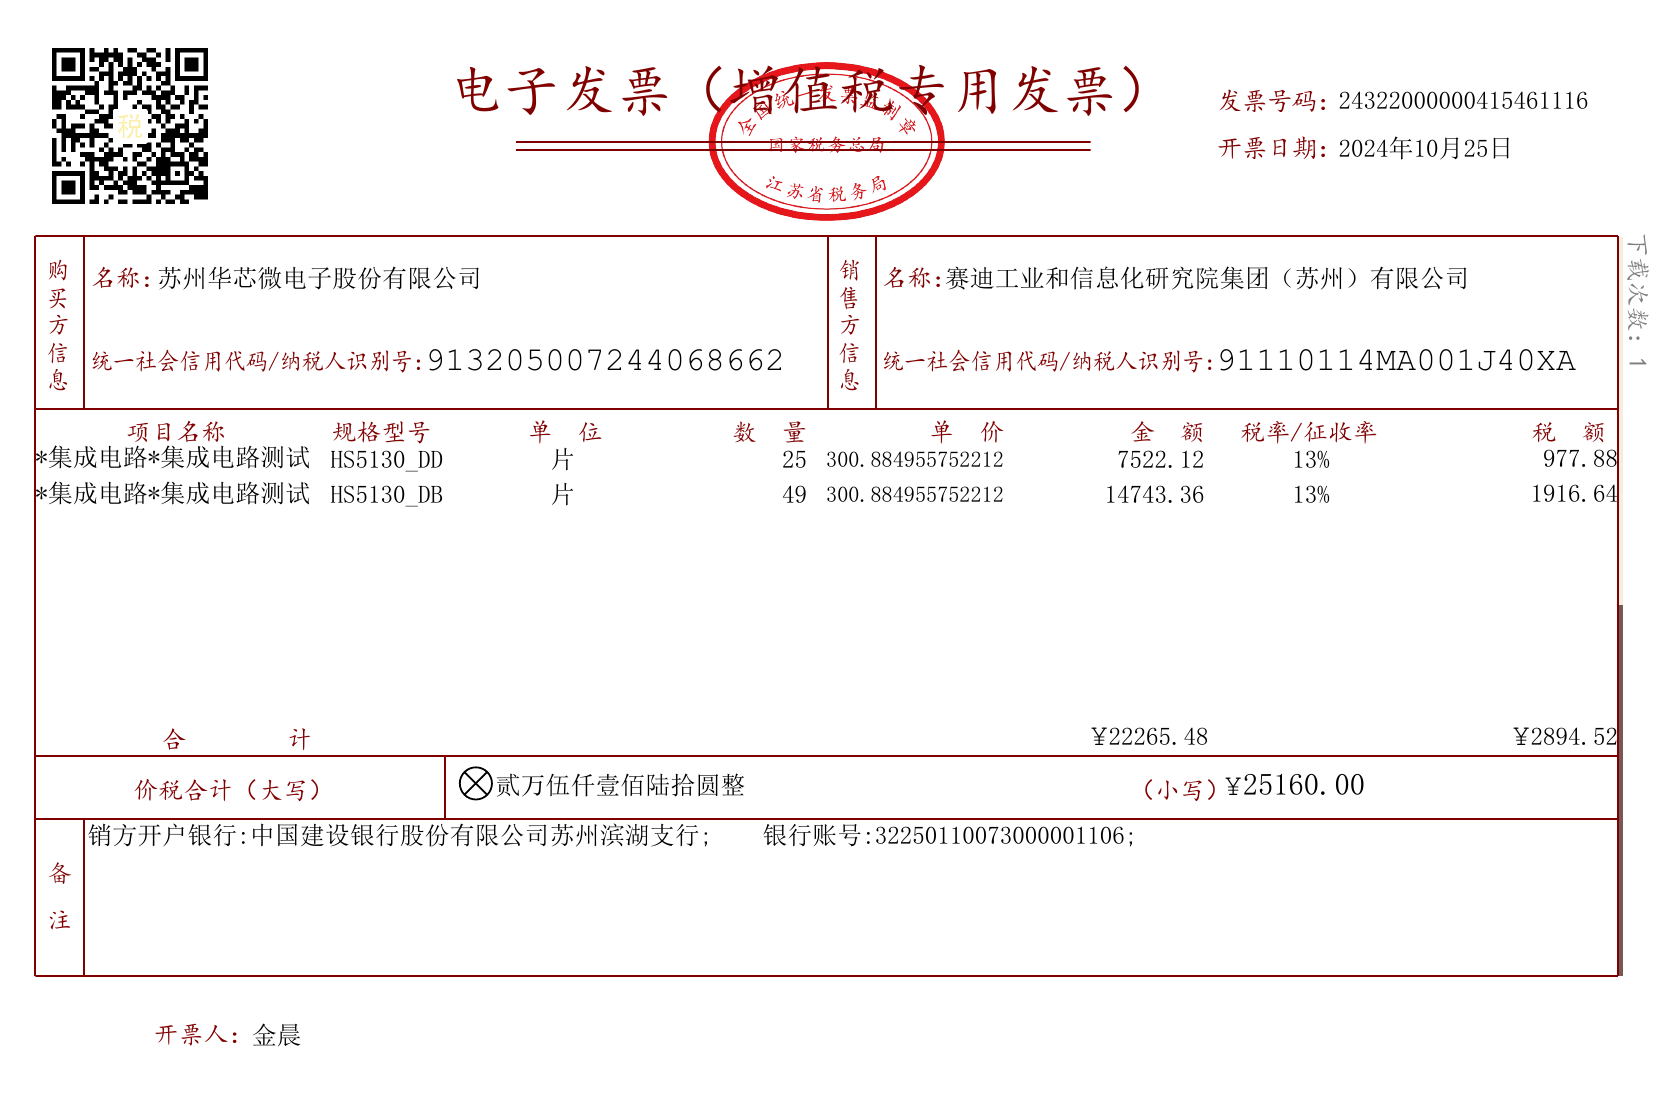 电子发票（增值税专用发票）
全国统一发票监制章
国家税务总局
江苏省税务局
税
发票号码：24322000000415461116
开票日期：2024年10月25日
下载次数：1
购买方信息
名称：苏州华芯微电子股份有限公司
统一社会信用代码/纳税人识别号：913205007244068662
销售方信息
名称：赛迪工业和信息化研究院集团（苏州）有限公司
统一社会信用代码/纳税人识别号：91110114MA001J40XA
项目名称 规格型号 单位 数量 单价 金额 税率/征收率 税额
*集成电路*集成电路测试 HS5130_DD 片 25 300.884955752212 7522.12 13% 977.88
*集成电路*集成电路测试 HS5130_DB 片 49 300.884955752212 14743.36 13% 1916.64
合计 ¥22265.48 ¥2894.52
价税合计（大写） 贰万伍仟壹佰陆拾圆整 （小写）¥25160.00
备注
销方开户银行:中国建设银行股份有限公司苏州滨湖支行; 银行账号:32250110073000001106;
开票人：金晨